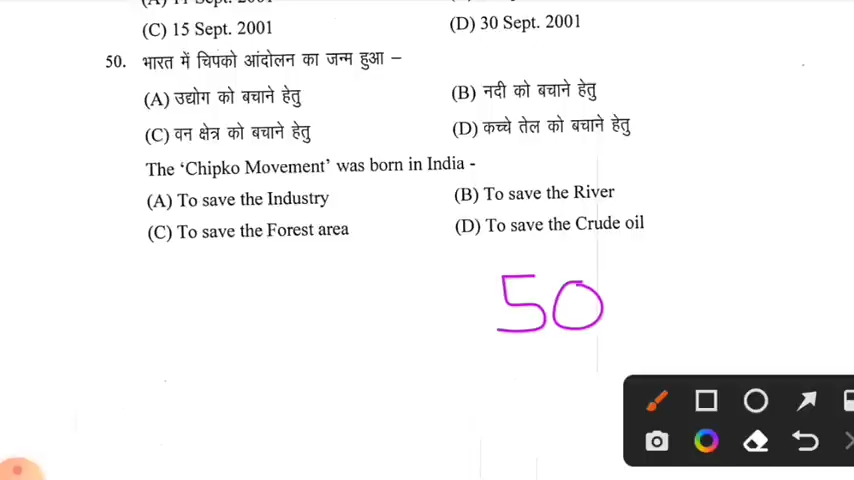 (C) 15 Sept. 2001 (D) 30 Sept. 2001
50. भारत में चिपको आंदोलन का जन्म हुआ –
(A) उद्योग को बचाने हेतु (B) नदी को बचाने हेतु
(C) वन क्षेत्र को बचाने हेतु (D) कच्चे तेल को बचाने हेतु
The ‘Chipko Movement’ was born in India -
(A) To save the Industry (B) To save the River
(C) To save the Forest area (D) To save the Crude oil
50